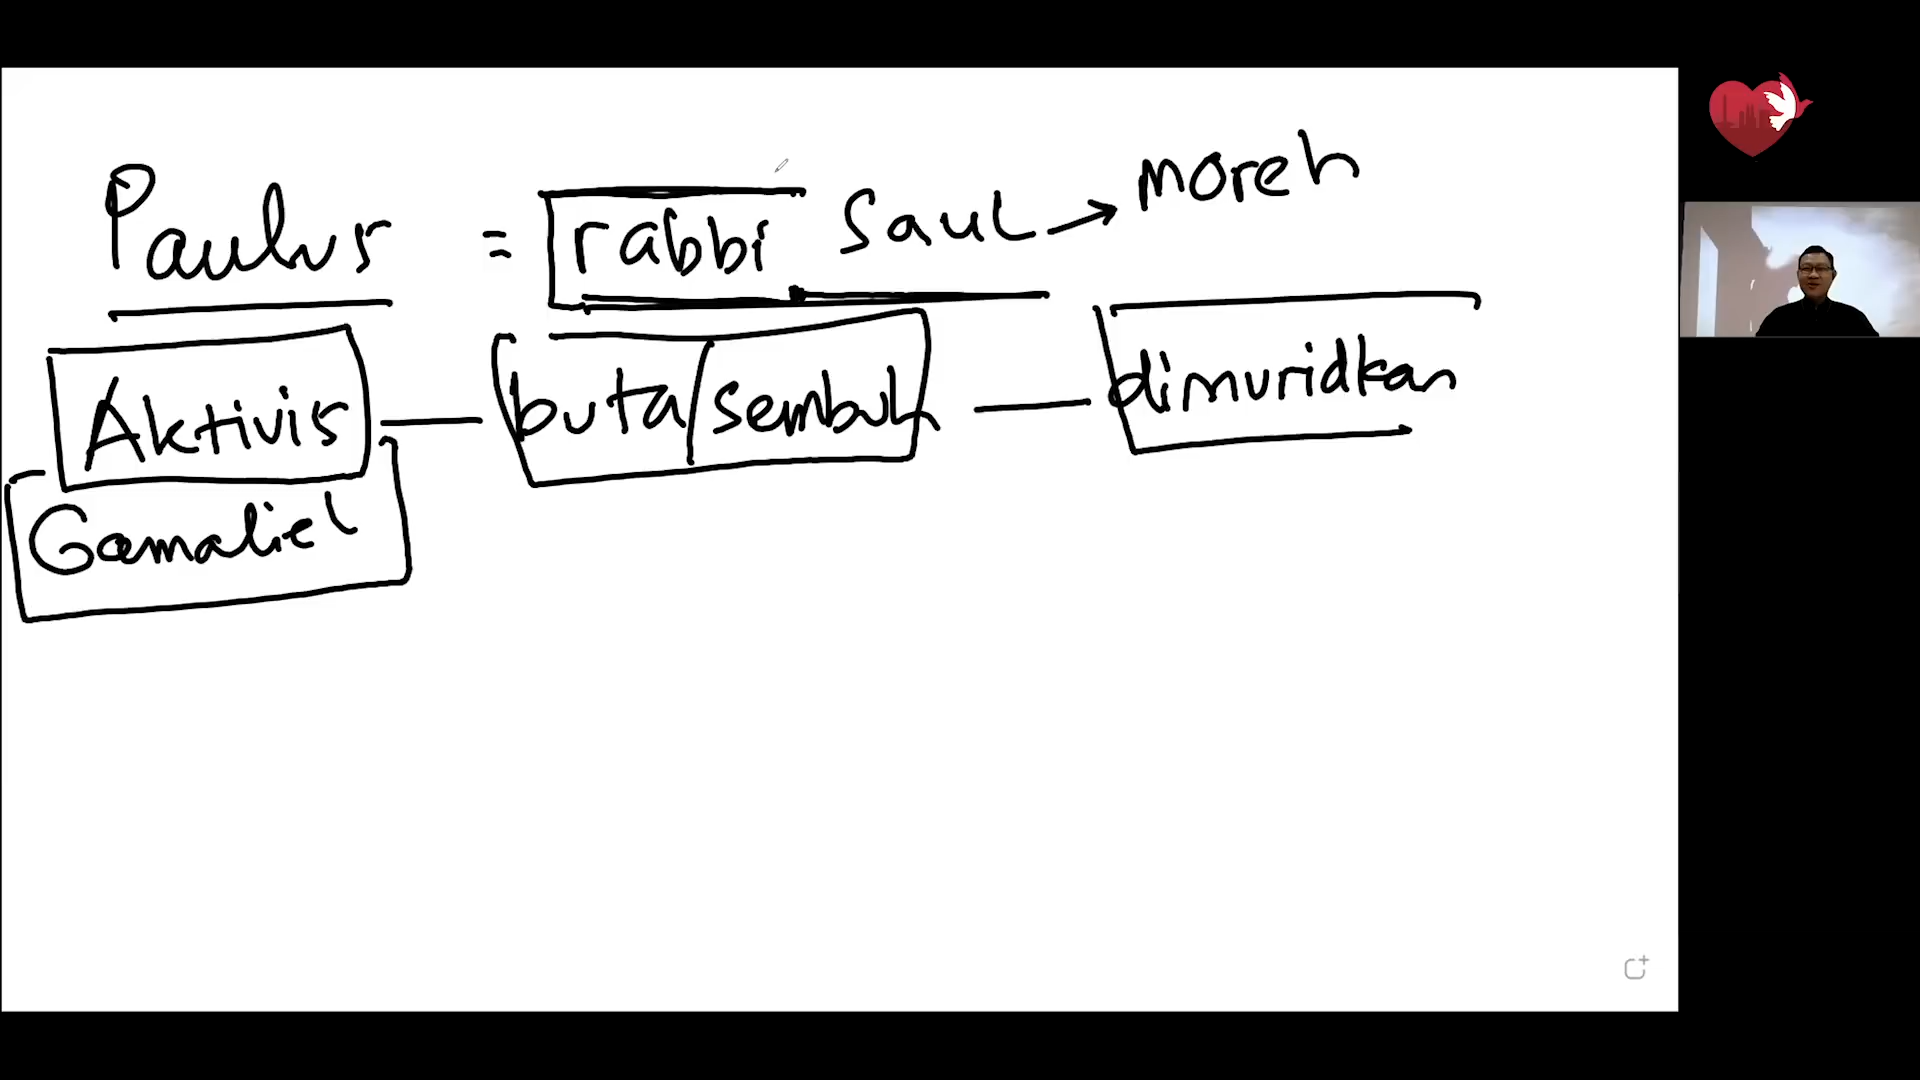 Paulus = rabbi Saul → moreh
Aktivis — buta/sembuh — dimuridkan
Gamaliel